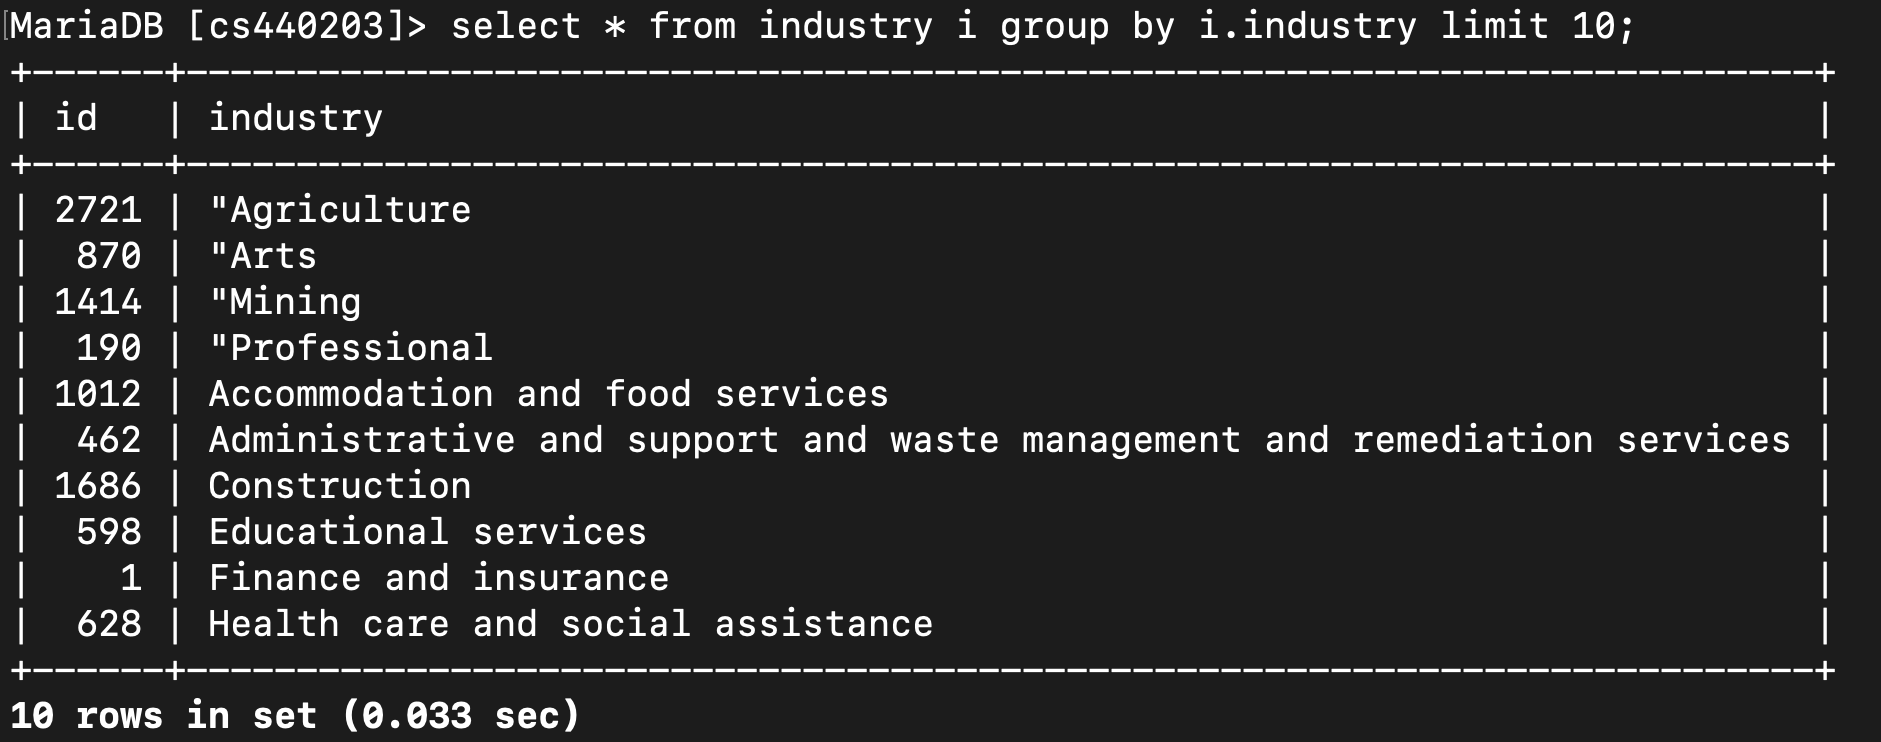 MariaDB [cs440203]> select * from industry i group by i.industry limit 10;
+------+--------------------------------------------------------------------------+
| id   | industry                                                                 |
+------+--------------------------------------------------------------------------+
| 2721 | "Agriculture                                                             |
|  870 | "Arts                                                                    |
| 1414 | "Mining                                                                  |
|  190 | "Professional                                                            |
| 1012 | Accommodation and food services                                          |
|  462 | Administrative and support and waste management and remediation services |
| 1686 | Construction                                                             |
|  598 | Educational services                                                     |
|    1 | Finance and insurance                                                    |
|  628 | Health care and social assistance                                        |
+------+--------------------------------------------------------------------------+
10 rows in set (0.033 sec)